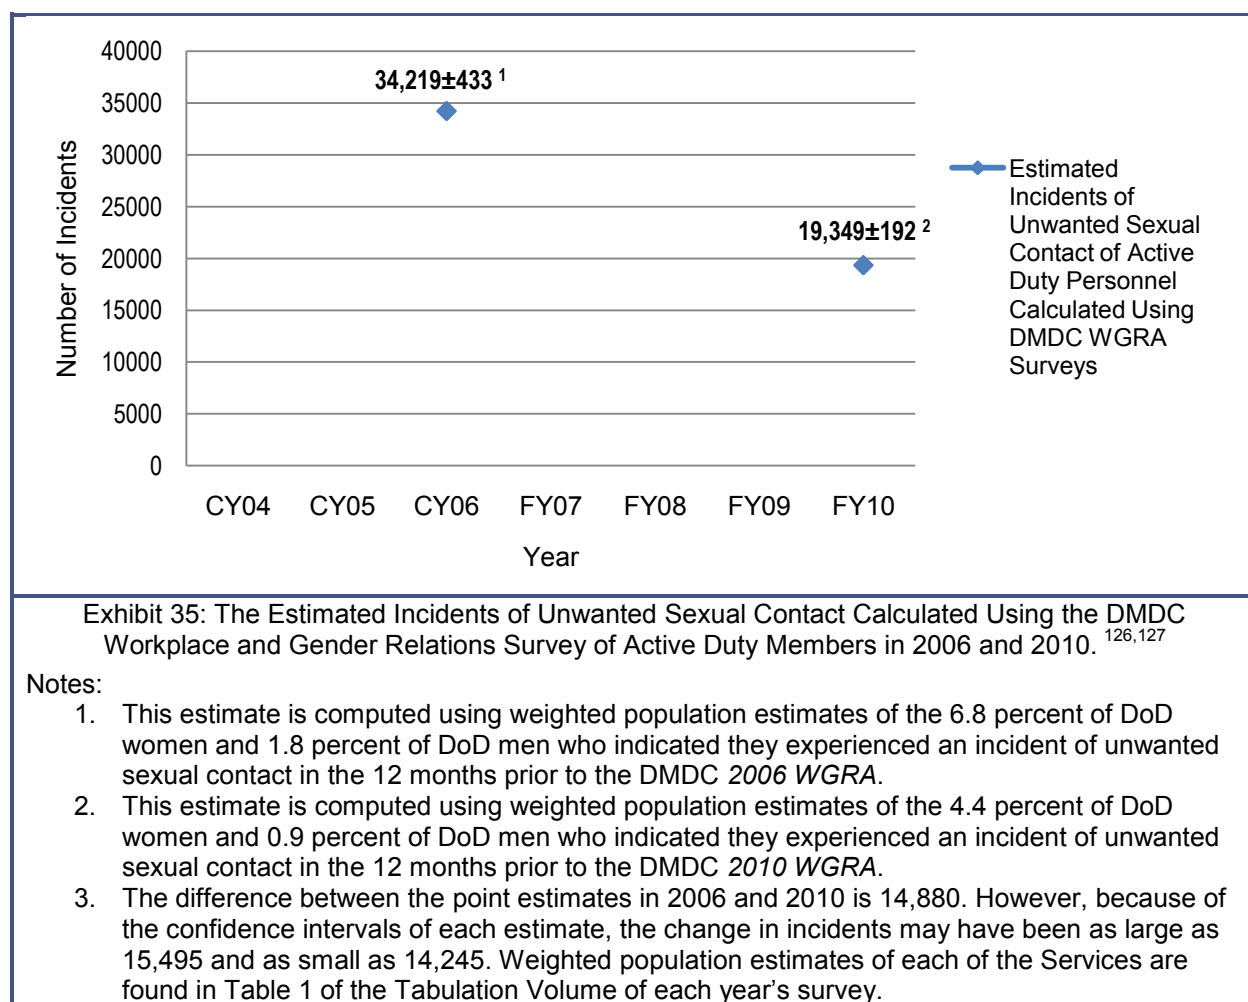 40000
35000
30000
25000
20000
15000
10000
5000
0
Number of Incidents
34,219±433 1
19,349±192 2
CY04 CY05 CY06 FY07 FY08 FY09 FY10
Year
Estimated
Incidents of
Unwanted Sexual
Contact of Active
Duty Personnel
Calculated Using
DMDC WGRA
Surveys
Exhibit 35: The Estimated Incidents of Unwanted Sexual Contact Calculated Using the DMDC
Workplace and Gender Relations Survey of Active Duty Members in 2006 and 2010. 126,127
Notes:
1. This estimate is computed using weighted population estimates of the 6.8 percent of DoD
women and 1.8 percent of DoD men who indicated they experienced an incident of unwanted
sexual contact in the 12 months prior to the DMDC 2006 WGRA.
2. This estimate is computed using weighted population estimates of the 4.4 percent of DoD
women and 0.9 percent of DoD men who indicated they experienced an incident of unwanted
sexual contact in the 12 months prior to the DMDC 2010 WGRA.
3. The difference between the point estimates in 2006 and 2010 is 14,880. However, because of
the confidence intervals of each estimate, the change in incidents may have been as large as
15,495 and as small as 14,245. Weighted population estimates of each of the Services are
found in Table 1 of the Tabulation Volume of each year's survey.